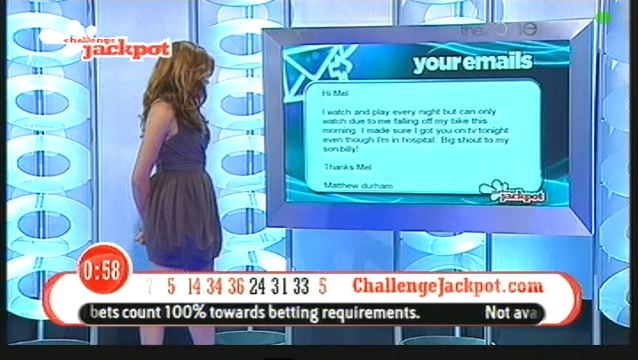 challenge
jackpot
the zone
your emails
Hi Mel
I watch and play every night but can only
watch due to me falling off my bike this
morning. I made sure I got you on tv tonight
even though I'm in hospital. Big shout to my
son billy!
Thanks Mel
Matthew durham
jackpot
0:58
7 5 14 34 36 24 31 33 5
ChallengeJackpot.com
bets count 100% towards betting requirements.
Not ava